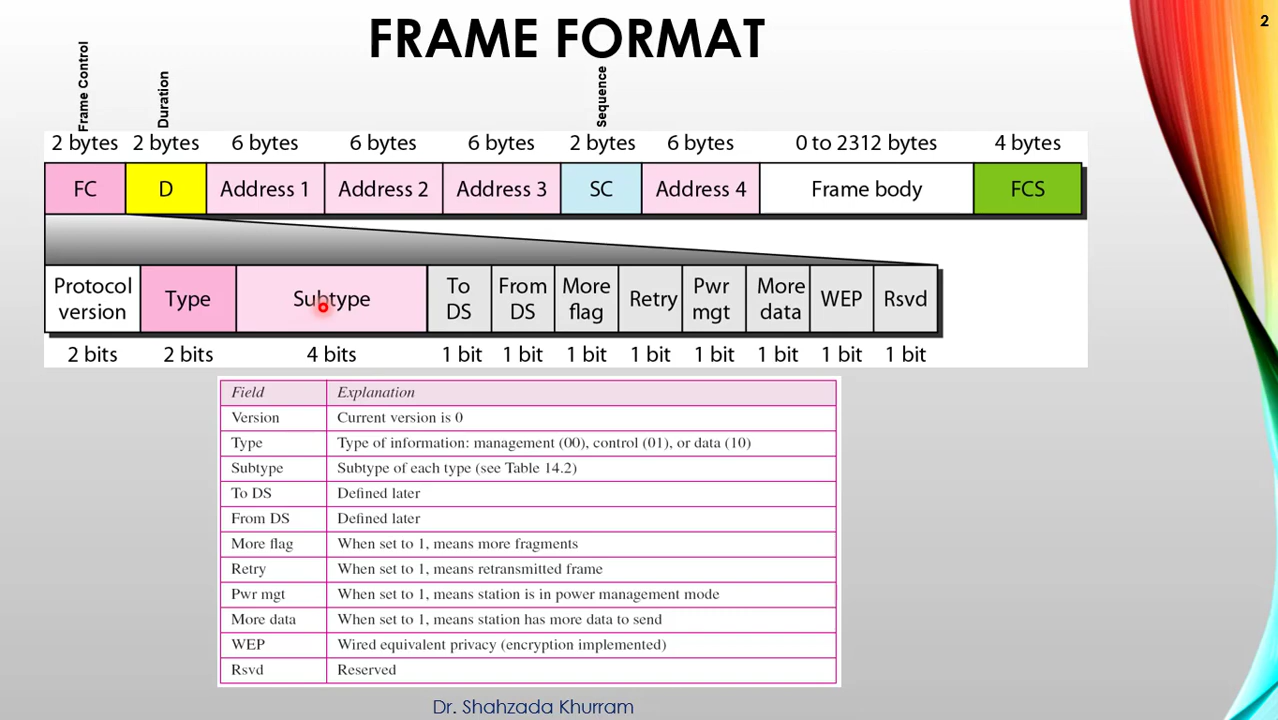 2
FRAME FORMAT
Frame Control
Duration
Sequence
2 bytes 2 bytes 6 bytes 6 bytes 6 bytes 2 bytes 6 bytes 0 to 2312 bytes 4 bytes
FC D Address 1 Address 2 Address 3 SC Address 4 Frame body FCS
Protocol version Type Subtype To DS From DS More flag Retry Pwr mgt More data WEP Rsvd
2 bits 2 bits 4 bits 1 bit 1 bit 1 bit 1 bit 1 bit 1 bit 1 bit 1 bit
Field Explanation
Version Current version is 0
Type Type of information: management (00), control (01), or data (10)
Subtype Subtype of each type (see Table 14.2)
To DS Defined later
From DS Defined later
More flag When set to 1, means more fragments
Retry When set to 1, means retransmitted frame
Pwr mgt When set to 1, means station is in power management mode
More data When set to 1, means station has more data to send
WEP Wired equivalent privacy (encryption implemented)
Rsvd Reserved
Dr. Shahzada Khurram